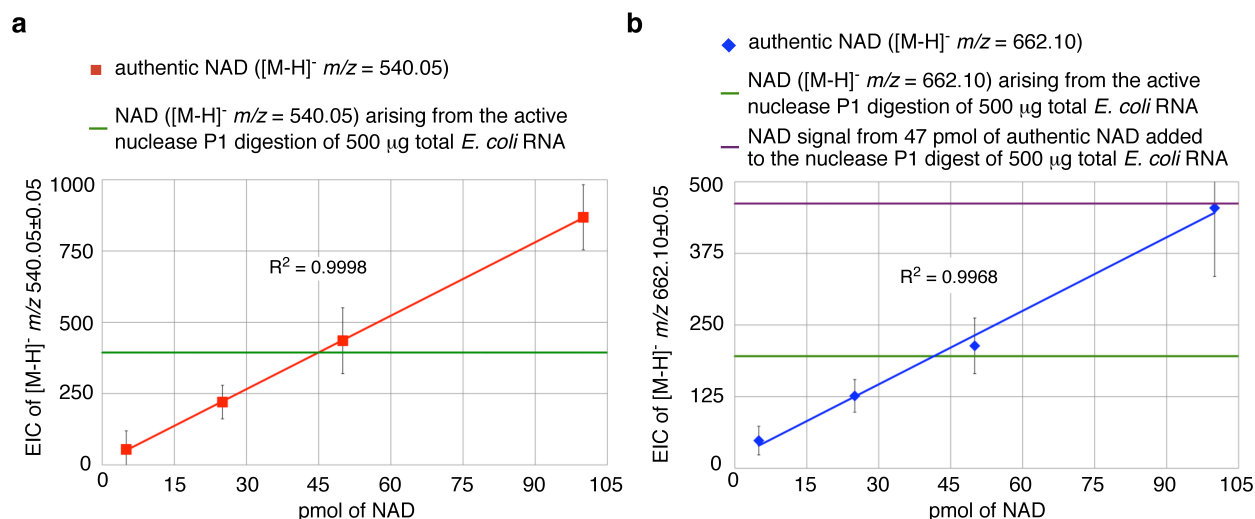 a
authentic NAD ([M-H]⁻ m/z = 540.05)
NAD ([M-H]⁻ m/z = 540.05) arising from the active
nuclease P1 digestion of 500 µg total E. coli RNA
EIC of [M-H]⁻ m/z 540.05±0.05
1000
750
500
250
0
R² = 0.9998
0 15 30 45 60 75 90 105
pmol of NAD
b
authentic NAD ([M-H]⁻ m/z = 662.10)
NAD ([M-H]⁻ m/z = 662.10) arising from the active
nuclease P1 digestion of 500 µg total E. coli RNA
NAD signal from 47 pmol of authentic NAD added
to the nuclease P1 digest of 500 µg total E. coli RNA
EIC of [M-H]⁻ m/z 662.10±0.05
500
375
250
125
0
R² = 0.9968
0 15 30 45 60 75 90 105
pmol of NAD